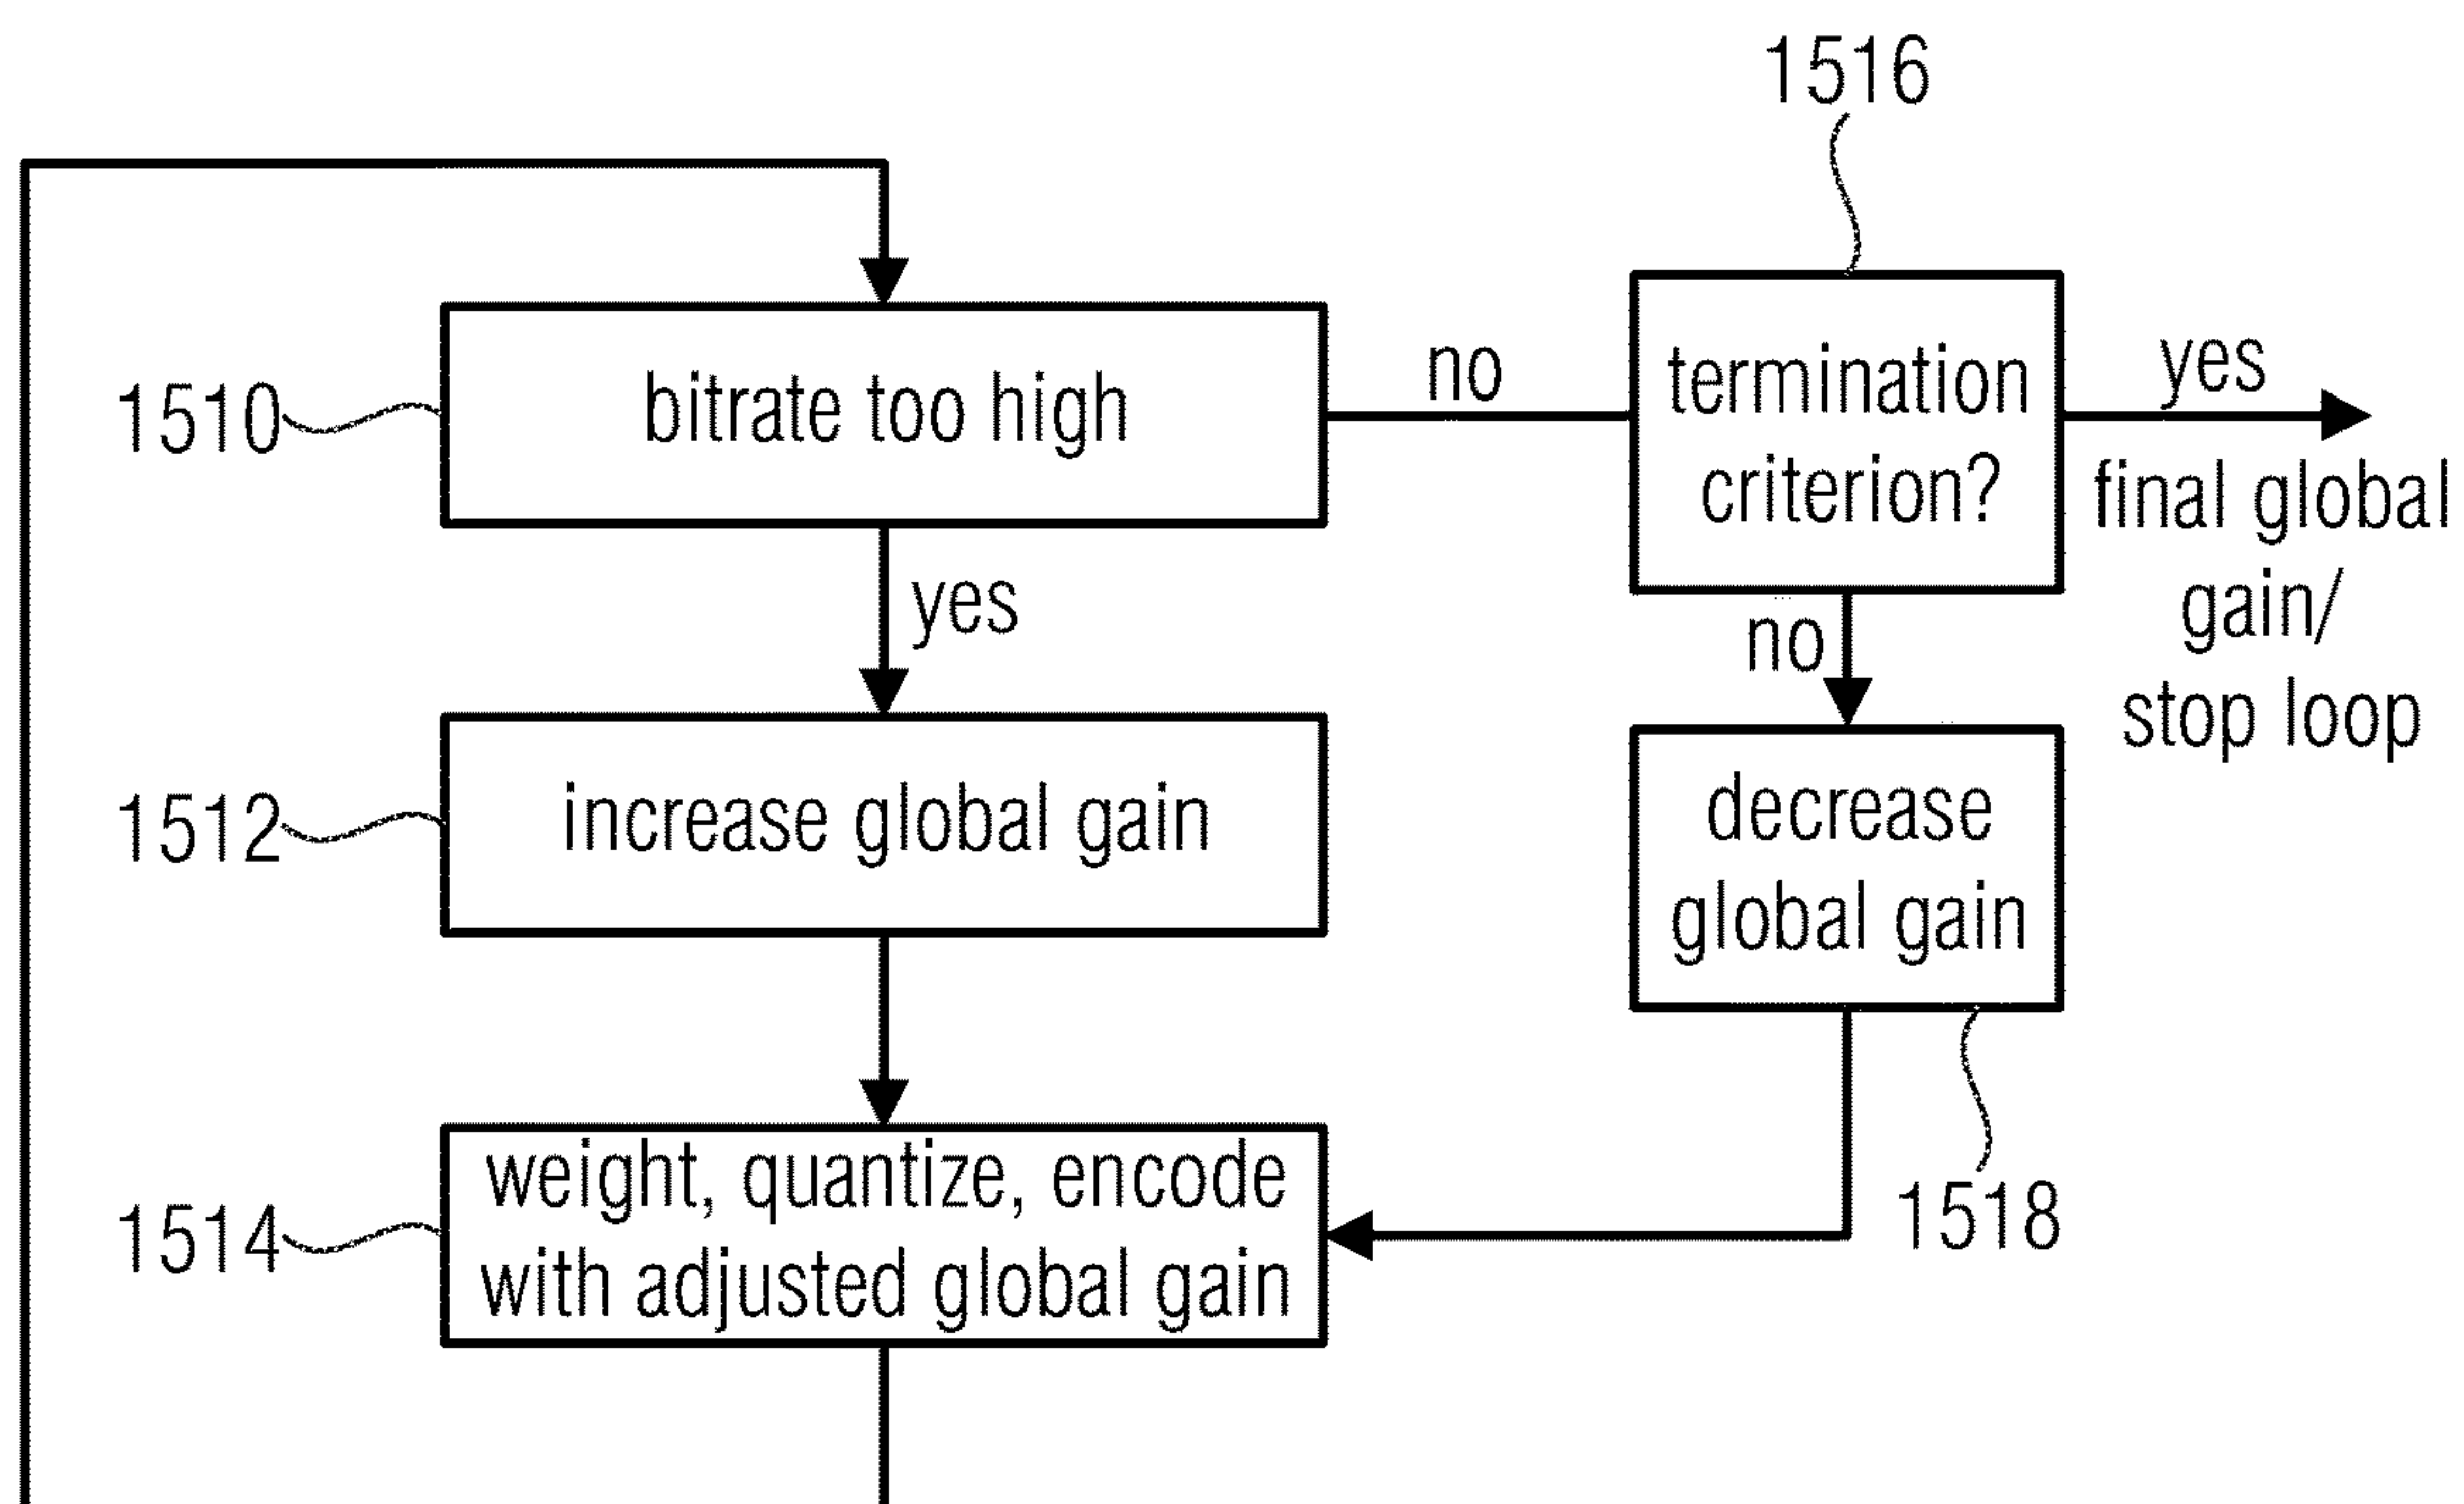 1516
1510
bitrate too high
no
termination
criterion?
yes
final global
gain/
stop loop
yes
no
1512
increase global gain
decrease
global gain
1514
weight, quantize, encode
with adjusted global gain
1518